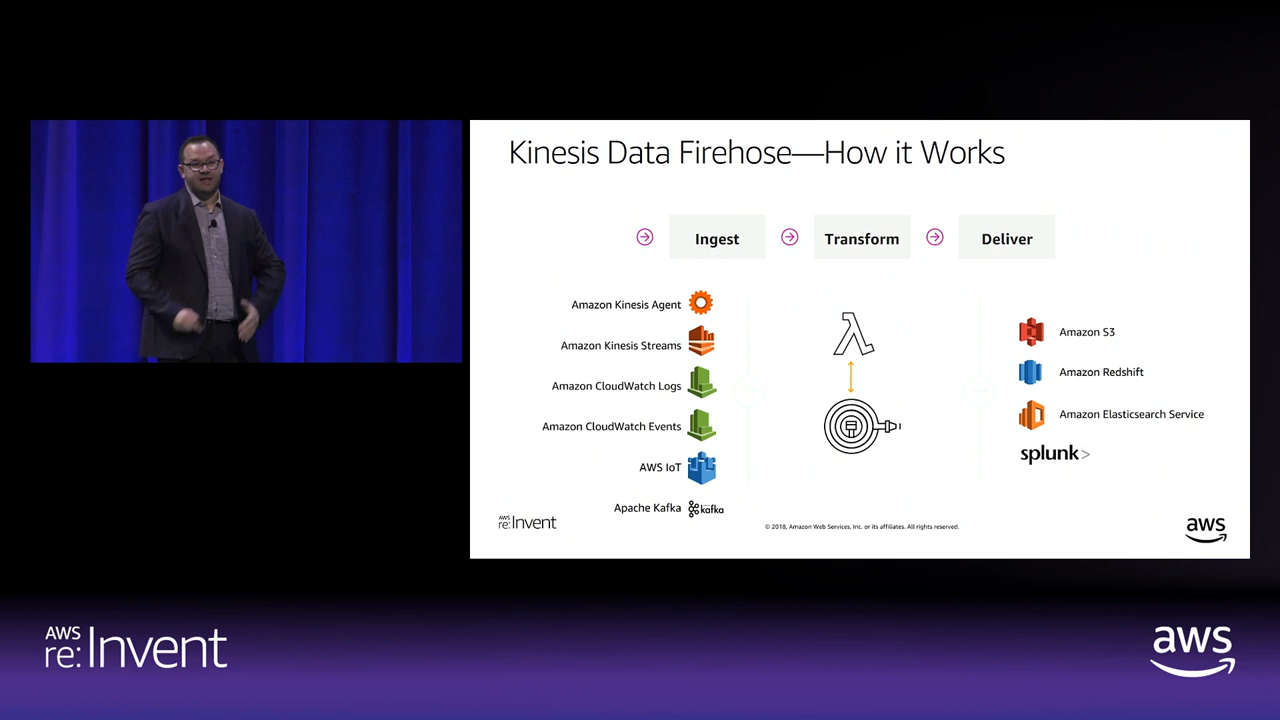 Kinesis Data Firehose—How it Works
Ingest
Transform
Deliver
Amazon Kinesis Agent
Amazon Kinesis Streams
Amazon CloudWatch Logs
Amazon CloudWatch Events
AWS IoT
Apache Kafka
kafka
Amazon S3
Amazon Redshift
Amazon Elasticsearch Service
splunk>
AWS
re:Invent
© 2018, Amazon Web Services, Inc. or its affiliates. All rights reserved.
aws
AWS
re:Invent
aws